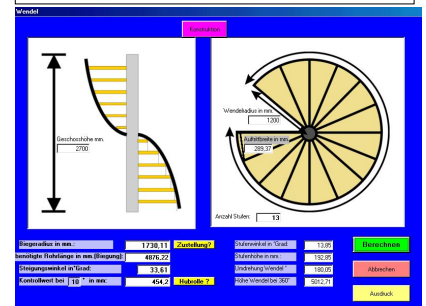 Wendel
Konstruktion
Geschosshöhe mm.
2700
Wendelradius in mm.
1200
Auftrittbreite in mm.
289,37
Anzahl Stufen: 13
Biegeradius in mm.: 1730,11 Zustellung?
benötigte Rohrlänge in mm.(Biegung): 4876,22
Steigungswinkel in°Grad: 33,61
Kontrollwert bei 10 ° in mm: 454,2 Hubrolle ?
Stufenwinkel in °Grad: 13,85
Stufenhöhe in mm: 192,85
Umdrehung Wendel ° 180,05
Höhe Wendel bei 360° 5012,71
Berechnen
Abbrechen
Ausdruck